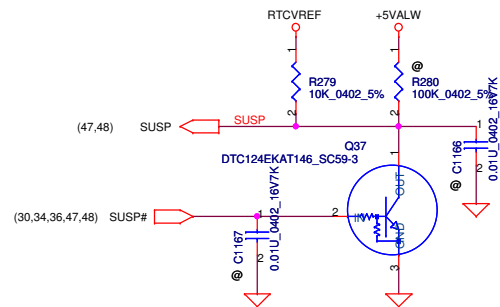 RTCVREF +5VALW
1 1
@
R279 R280
10K_0402_5% 100K_0402_5%
2 2
(47,48) SUSP SUSP 1
Q37
DTC124EKAT146_SC59-3
1
OUT
@ C1166
0.01U_0402_16V7K
2
(30,34,36,47,48) SUSP# 1 2 IN
GND
@ C1167
0.01U_0402_16V7K
2 3